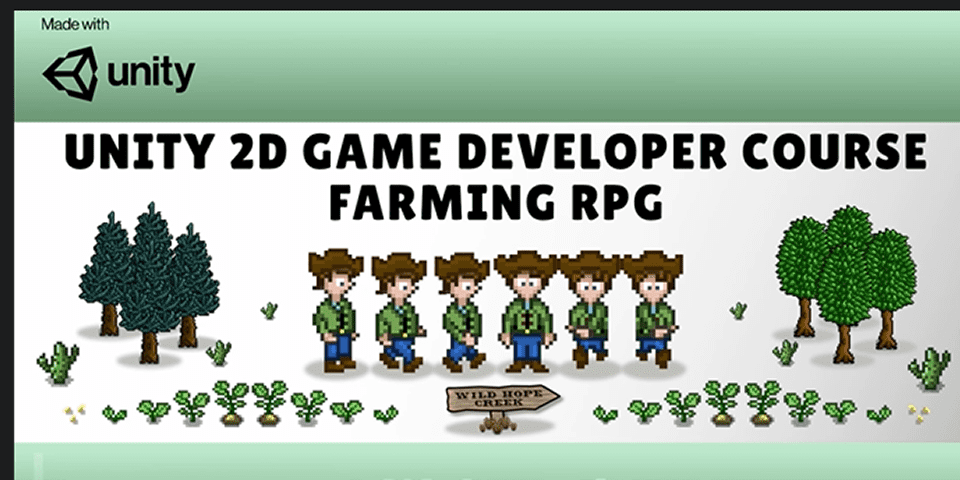 Made with
unity
UNITY 2D GAME DEVELOPER COURSE
FARMING RPG
WILD HOPE
CREEK